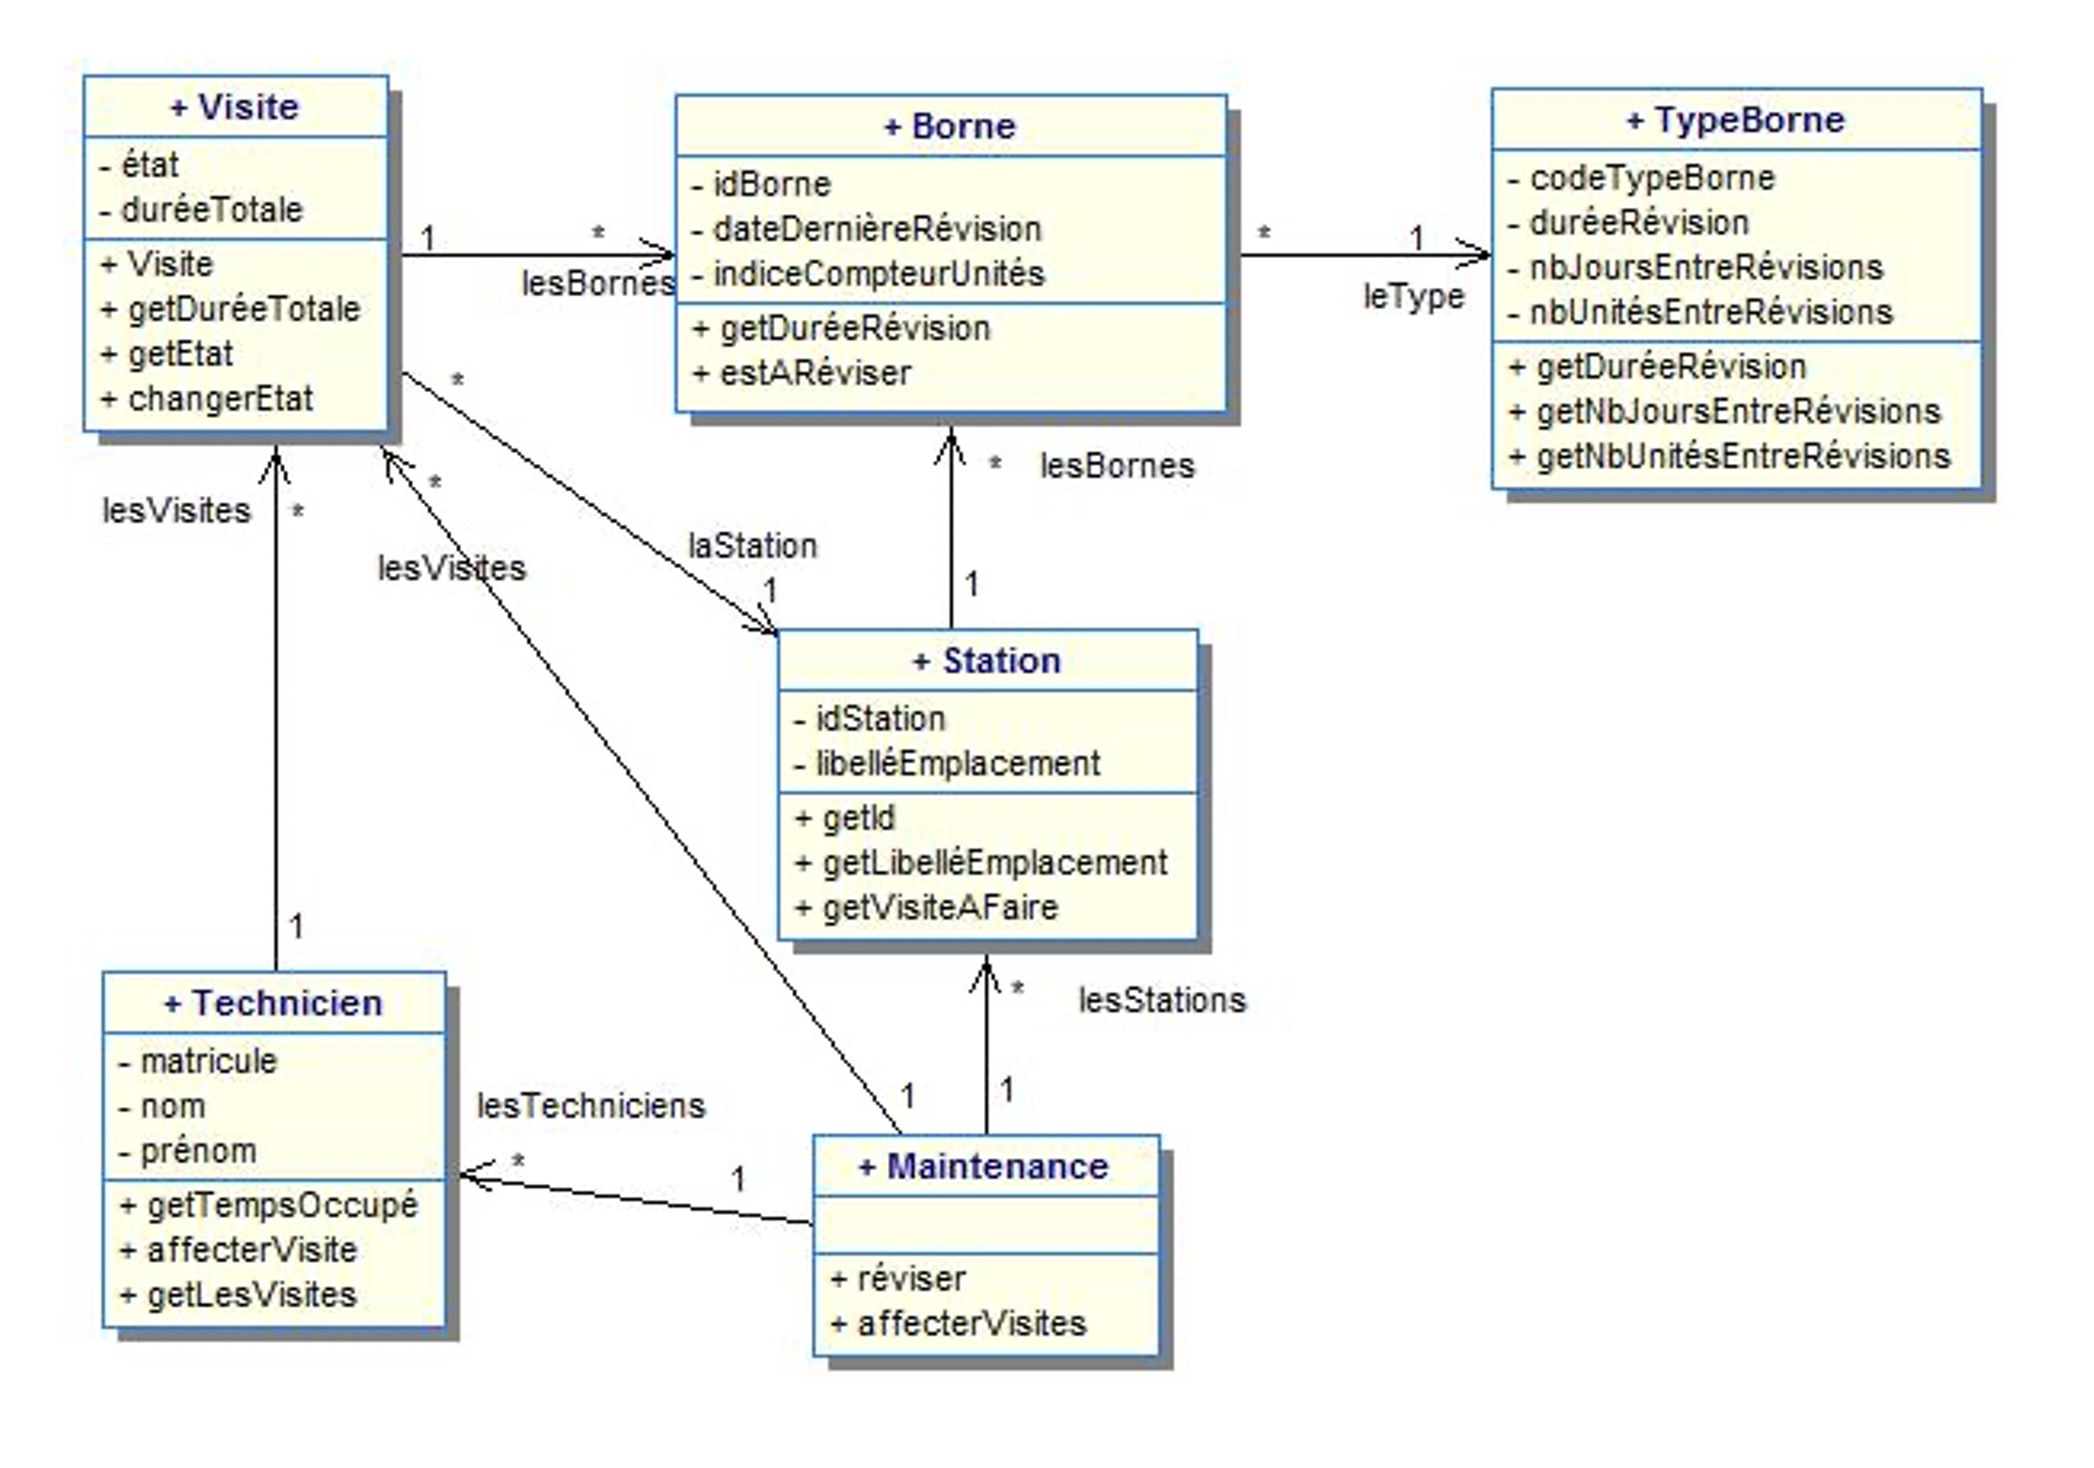 + Visite
- état
- duréeTotale
+ Visite
+ getDuréeTotale
+ getEtat
+ changerEtat
1
*
lesBornes
+ Borne
- idBorne
- dateDernièreRévision
- indiceCompteurUnités
+ getDuréeRévision
+ estARéviser
*
1
leType
+ TypeBorne
- codeTypeBorne
- duréeRévision
- nbJoursEntreRévisions
- nbUnitésEntreRévisions
+ getDuréeRévision
+ getNbJoursEntreRévisions
+ getNbUnitésEntreRévisions
*
laStation
1
lesVisites
*
*
lesVisites
* lesBornes
1
+ Station
- idStation
- libelléEmplacement
+ getId
+ getLibelléEmplacement
+ getVisiteAFaire
1
* lesStations
1
1
+ Technicien
- matricule
- nom
- prénom
+ getTempsOccupé
+ affecterVisite
+ getLesVisites
lesTechniciens
*
1
+ Maintenance
+ réviser
+ affecterVisites